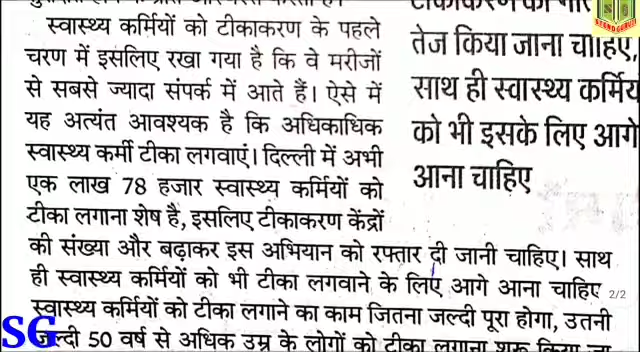 स्वास्थ्य कर्मियों को टीकाकरण के पहले
चरण में इसलिए रखा गया है कि वे मरीजों
से सबसे ज्यादा संपर्क में आते हैं। ऐसे में
यह अत्यंत आवश्यक है कि अधिकाधिक
स्वास्थ्य कर्मी टीका लगवाएं। दिल्ली में अभी
एक लाख 78 हजार स्वास्थ्य कर्मियों को
टीका लगाना शेष है, इसलिए टीकाकरण केंद्रों
की संख्या और बढ़ाकर इस अभियान को रफ्तार दी जानी चाहिए। साथ
ही स्वास्थ्य कर्मियों को भी टीका लगवाने के लिए आगे आना चाहिए
स्वास्थ्य कर्मियों को टीका लगाने का काम जितना जल्दी पूरा होगा, उतनी
जल्दी 50 वर्ष से अधिक उम्र के लोगों को टीका लगाना शुरू किया जा
तेज किया जाना चाहिए,
साथ ही स्वास्थ्य कर्मिय
को भी इसके लिए आगे
आना चाहिए
2/2
SG